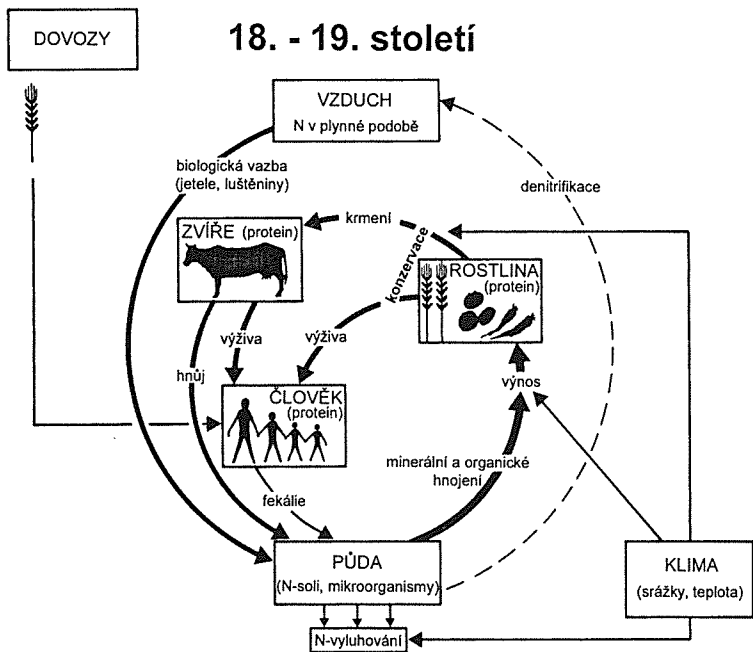 DOVOZY
18. - 19. století
VZDUCH
N v plynné podobě
biologická vazba
(jetele, luštěniny)
denitrifikace
krmení
ZVÍŘE (protein)
konzervace
ROSTLINA
(protein)
výživa
výživa
hnůj
výnos
ČLOVĚK
(protein)
minerální a organické
hnojení
fekálie
PŮDA
(N-soli, mikroorganismy)
KLIMA
(srážky, teplota)
N-vyluhování